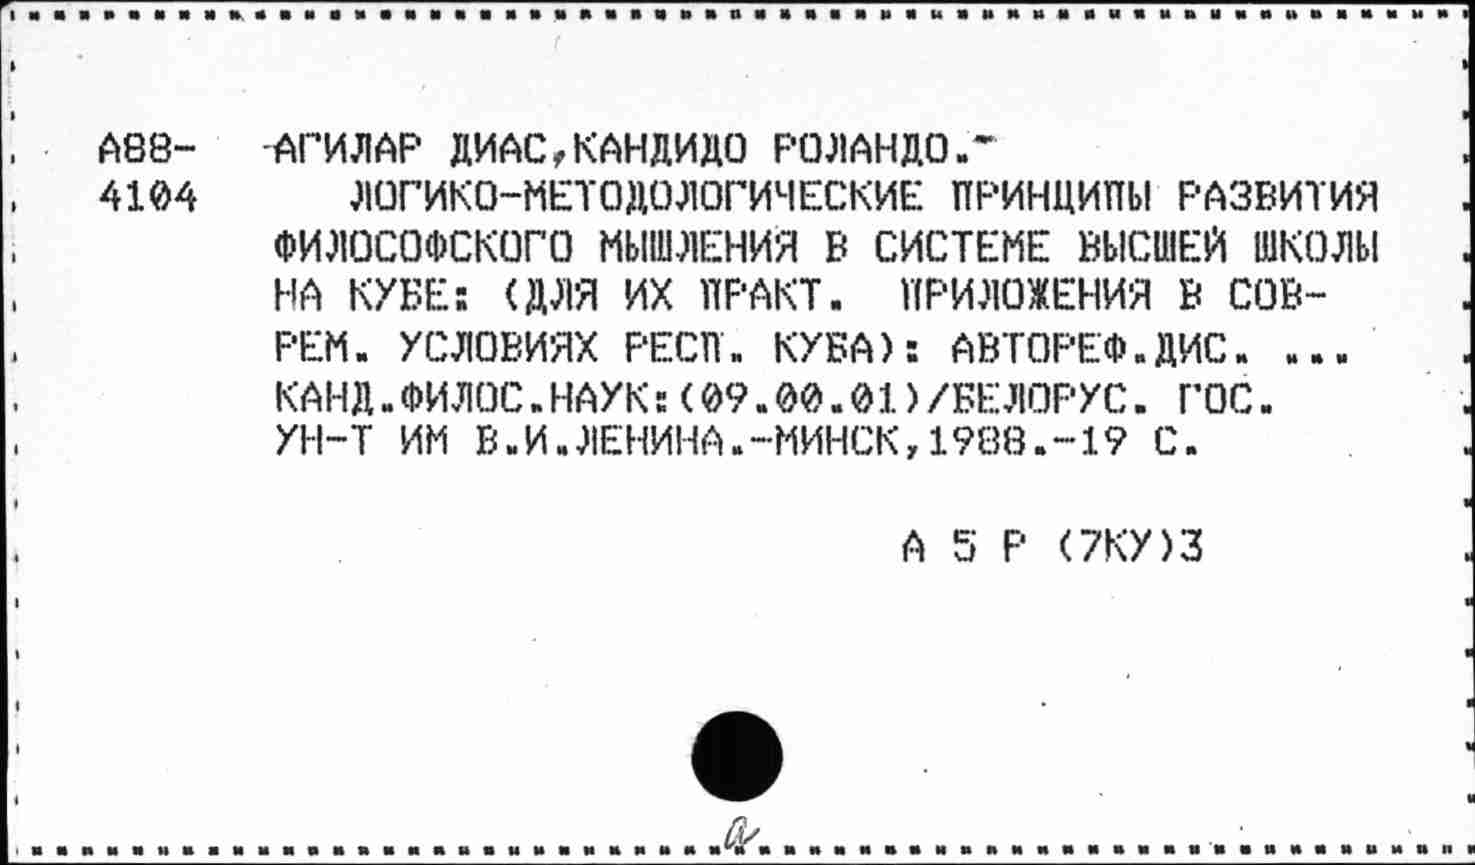 А88- АГИЛАР ДИАС,КАНДИДО РОЛАНДО.-
4104 ЛОГИКО-МЕТОДОЛОГИЧЕСКИЕ ПРИНЦИПЫ РАЗВИТИЯ
ФИЛОСОФСКОГО МЫШЛЕНИЯ В СИСТЕМЕ ВЫСШЕЙ ШКОЛЫ
НА КУБЕ: (ДЛЯ ИХ ПРАКТ. ПРИЛОЖЕНИЯ В СОВ-
РЕМ. УСЛОВИЯХ РЕСП. КУБА): АВТОРЕФ.ДИС. ...
КАНД.ФИЛОС.НАУК:(09.00.01)/БЕЛОРУС. ГОС.
УН-Т ИМ В.И.ЛЕНИНА.-МИНСК,1988.-19 С.
А 5 Р (7КУ)3
а